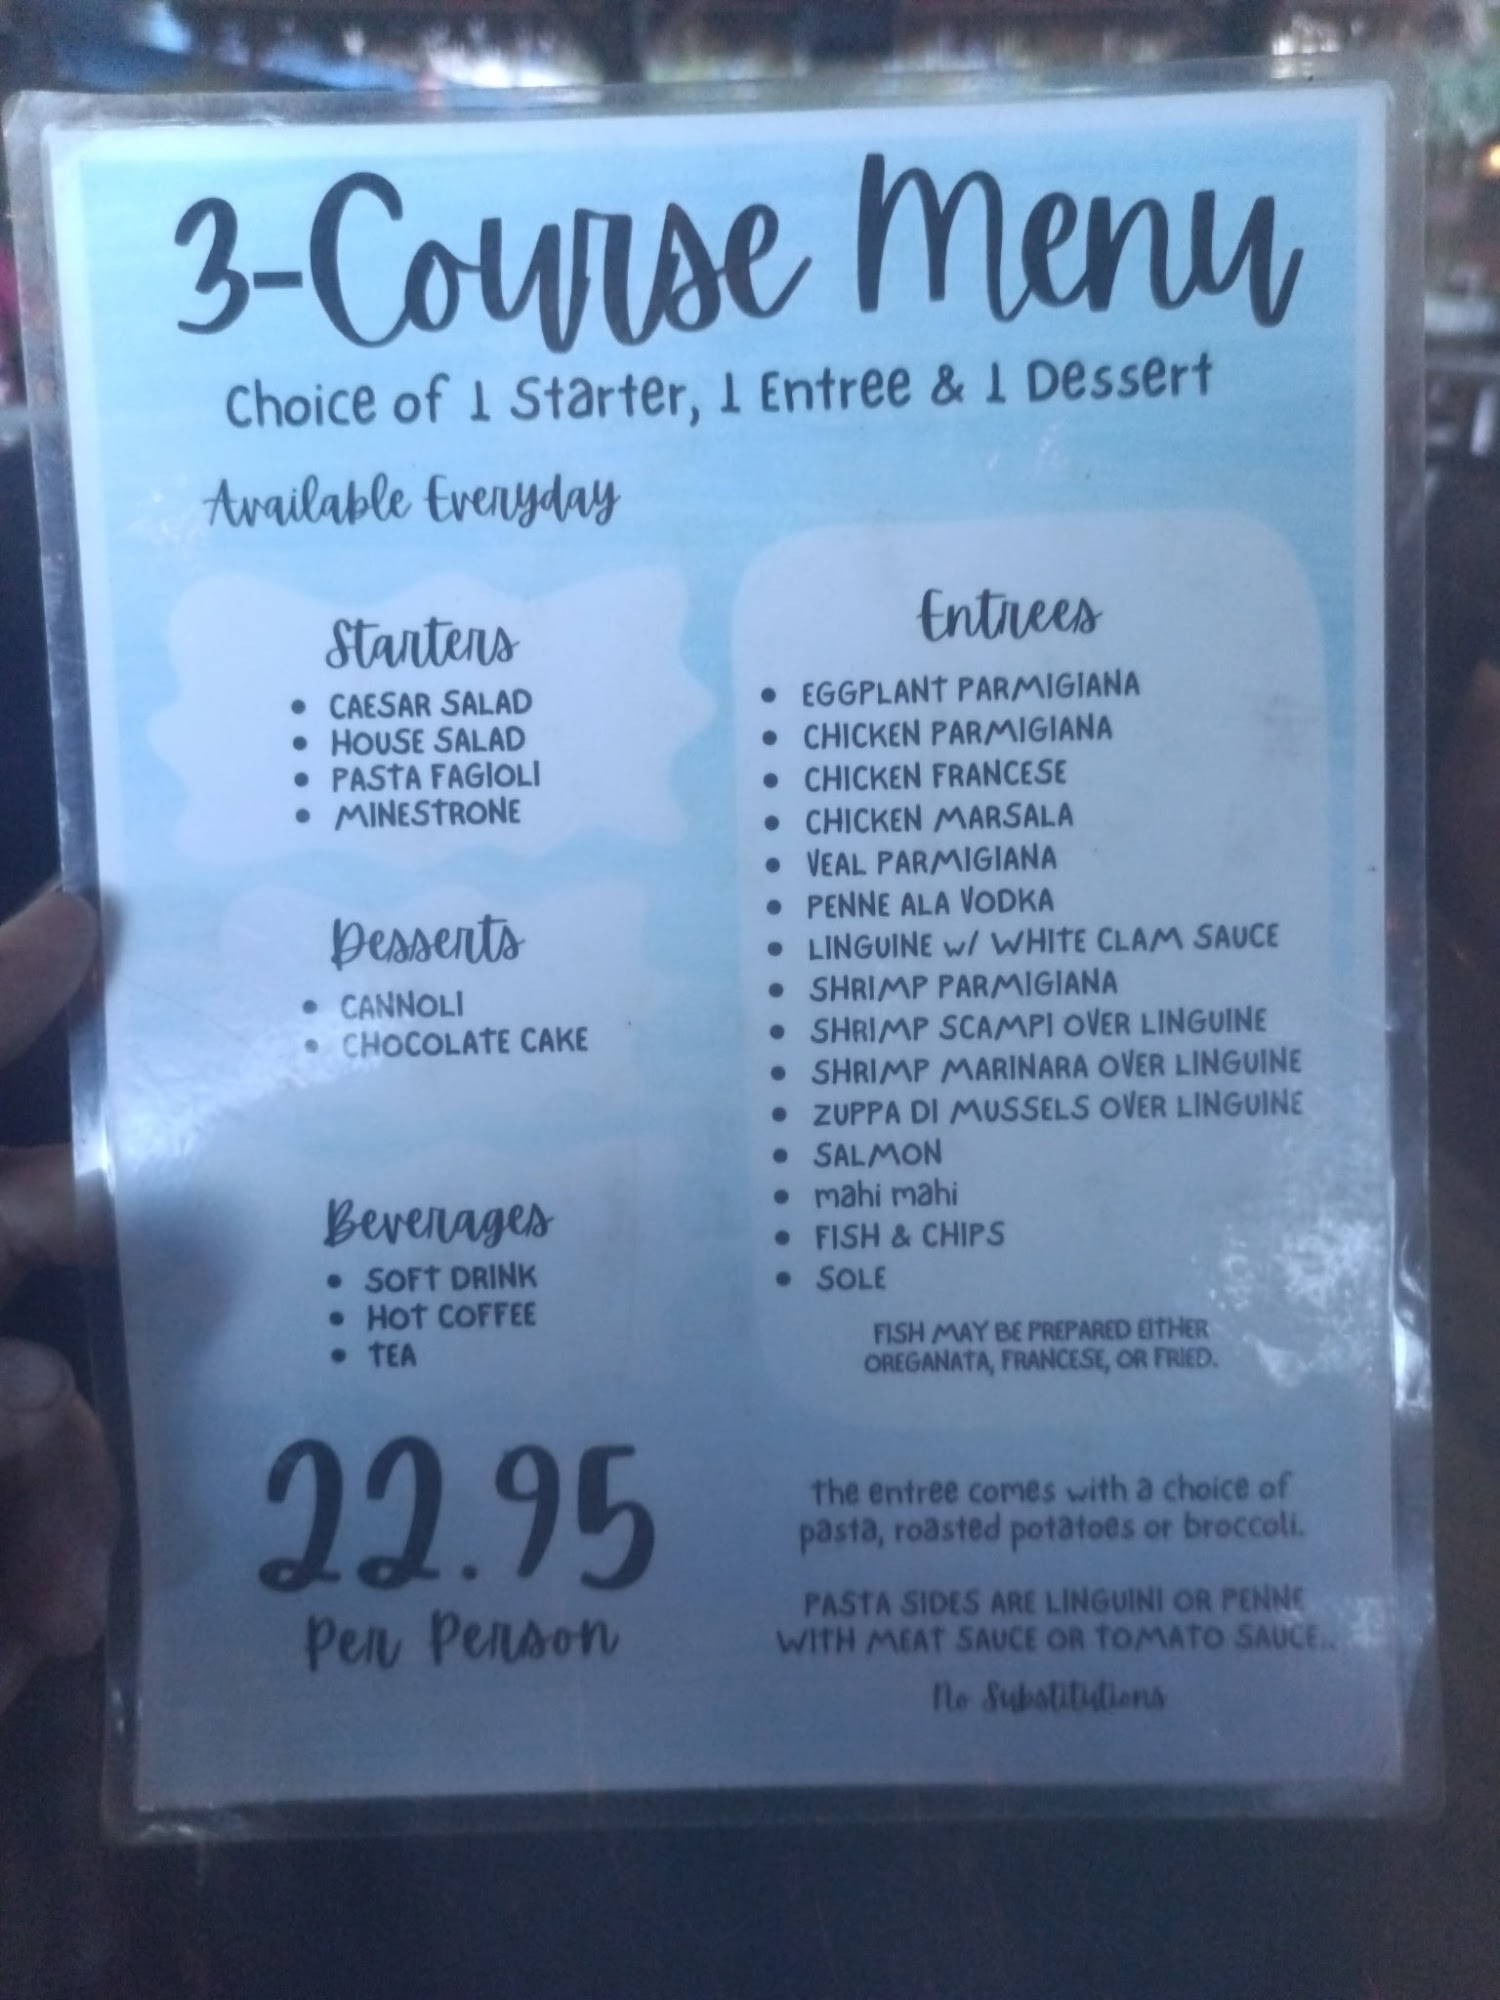 3-Course Menu
Choice of 1 Starter, 1 Entree & 1 Dessert
Available Everyday
Starters
• CAESAR SALAD
• HOUSE SALAD
• PASTA FAGIOLI
• MINESTRONE
Desserts
• CANNOLI
• CHOCOLATE CAKE
Beverages
• SOFT DRINK
• HOT COFFEE
• TEA
22.95
Per Person
Entrees
• EGGPLANT PARMIGIANA
• CHICKEN PARMIGIANA
• CHICKEN FRANCESE
• CHICKEN MARSALA
• VEAL PARMIGIANA
• PENNE ALA VODKA
• LINGUINE w/ WHITE CLAM SAUCE
• SHRIMP PARMIGIANA
• SHRIMP SCAMPI OVER LINGUINE
• SHRIMP MARINARA OVER LINGUINE
• ZUPPA DI MUSSELS OVER LINGUINE
• SALMON
• mahi mahi
• FISH & CHIPS
• SOLE
FISH MAY BE PREPARED EITHER
OREGANATA, FRANCESE, OR FRIED.
the entree comes with a choice of
pasta, roasted potatoes or broccoli.
PASTA SIDES ARE LINGUINI OR PENNE
WITH MEAT SAUCE OR TOMATO SAUCE..
No Substitutions